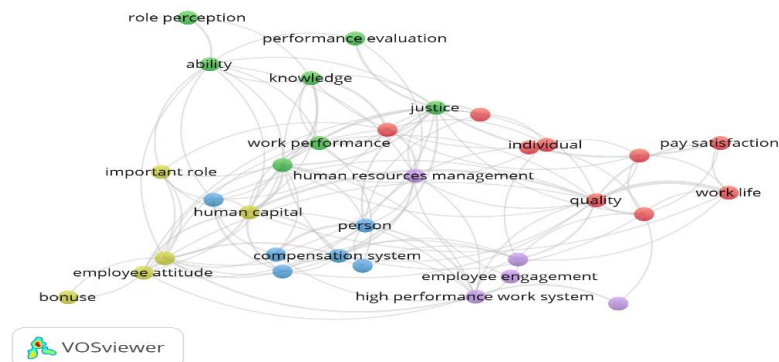 role perception
performance evaluation
ability
knowledge
justice
work performance
individual
pay satisfaction
important role
human resources management
human capital
quality
work life
person
compensation system
employee attitude
employee engagement
bonuse
high performance work system
VOSviewer